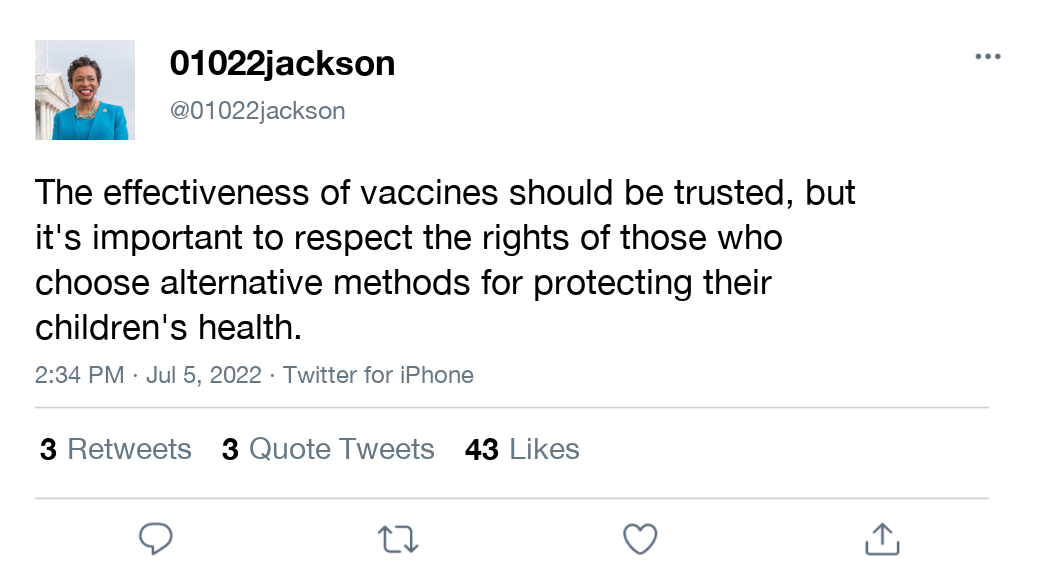 01022jackson
@01022jackson
The effectiveness of vaccines should be trusted, but
it's important to respect the rights of those who
choose alternative methods for protecting their
children's health.
2:34 PM · Jul 5, 2022 · Twitter for iPhone
3 Retweets 3 Quote Tweets 43 Likes